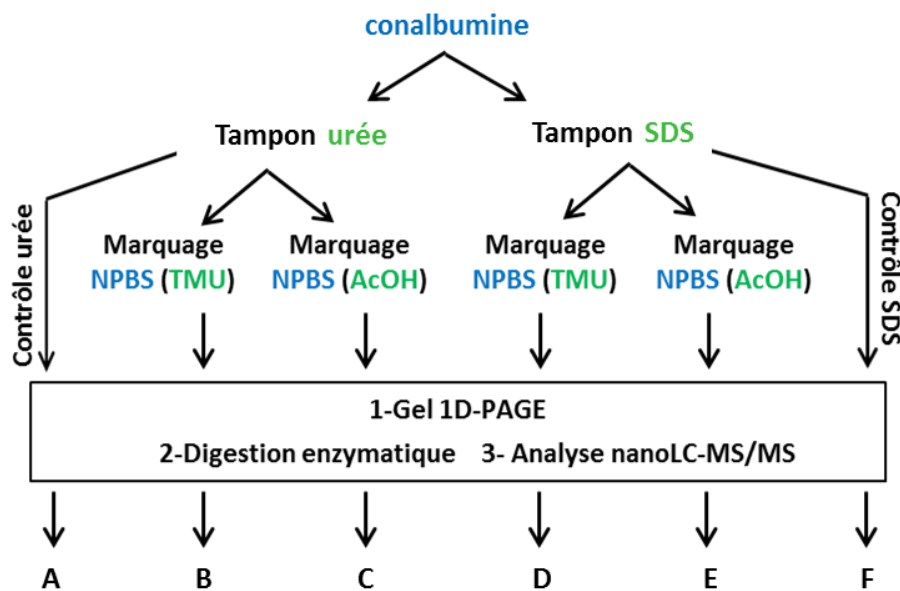 conalbumine
Tampon urée
Tampon SDS
Contrôle urée
Marquage
NPBS (TMU)
Marquage
NPBS (AcOH)
Marquage
NPBS (TMU)
Marquage
NPBS (AcOH)
Contrôle SDS
1-Gel 1D-PAGE
2-Digestion enzymatique 3- Analyse nanoLC-MS/MS
A B C D E F